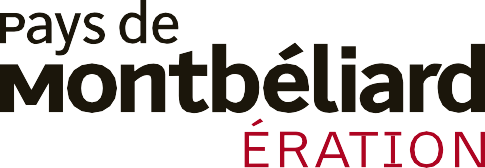 Pays de
Montbéliard
ÉRATION